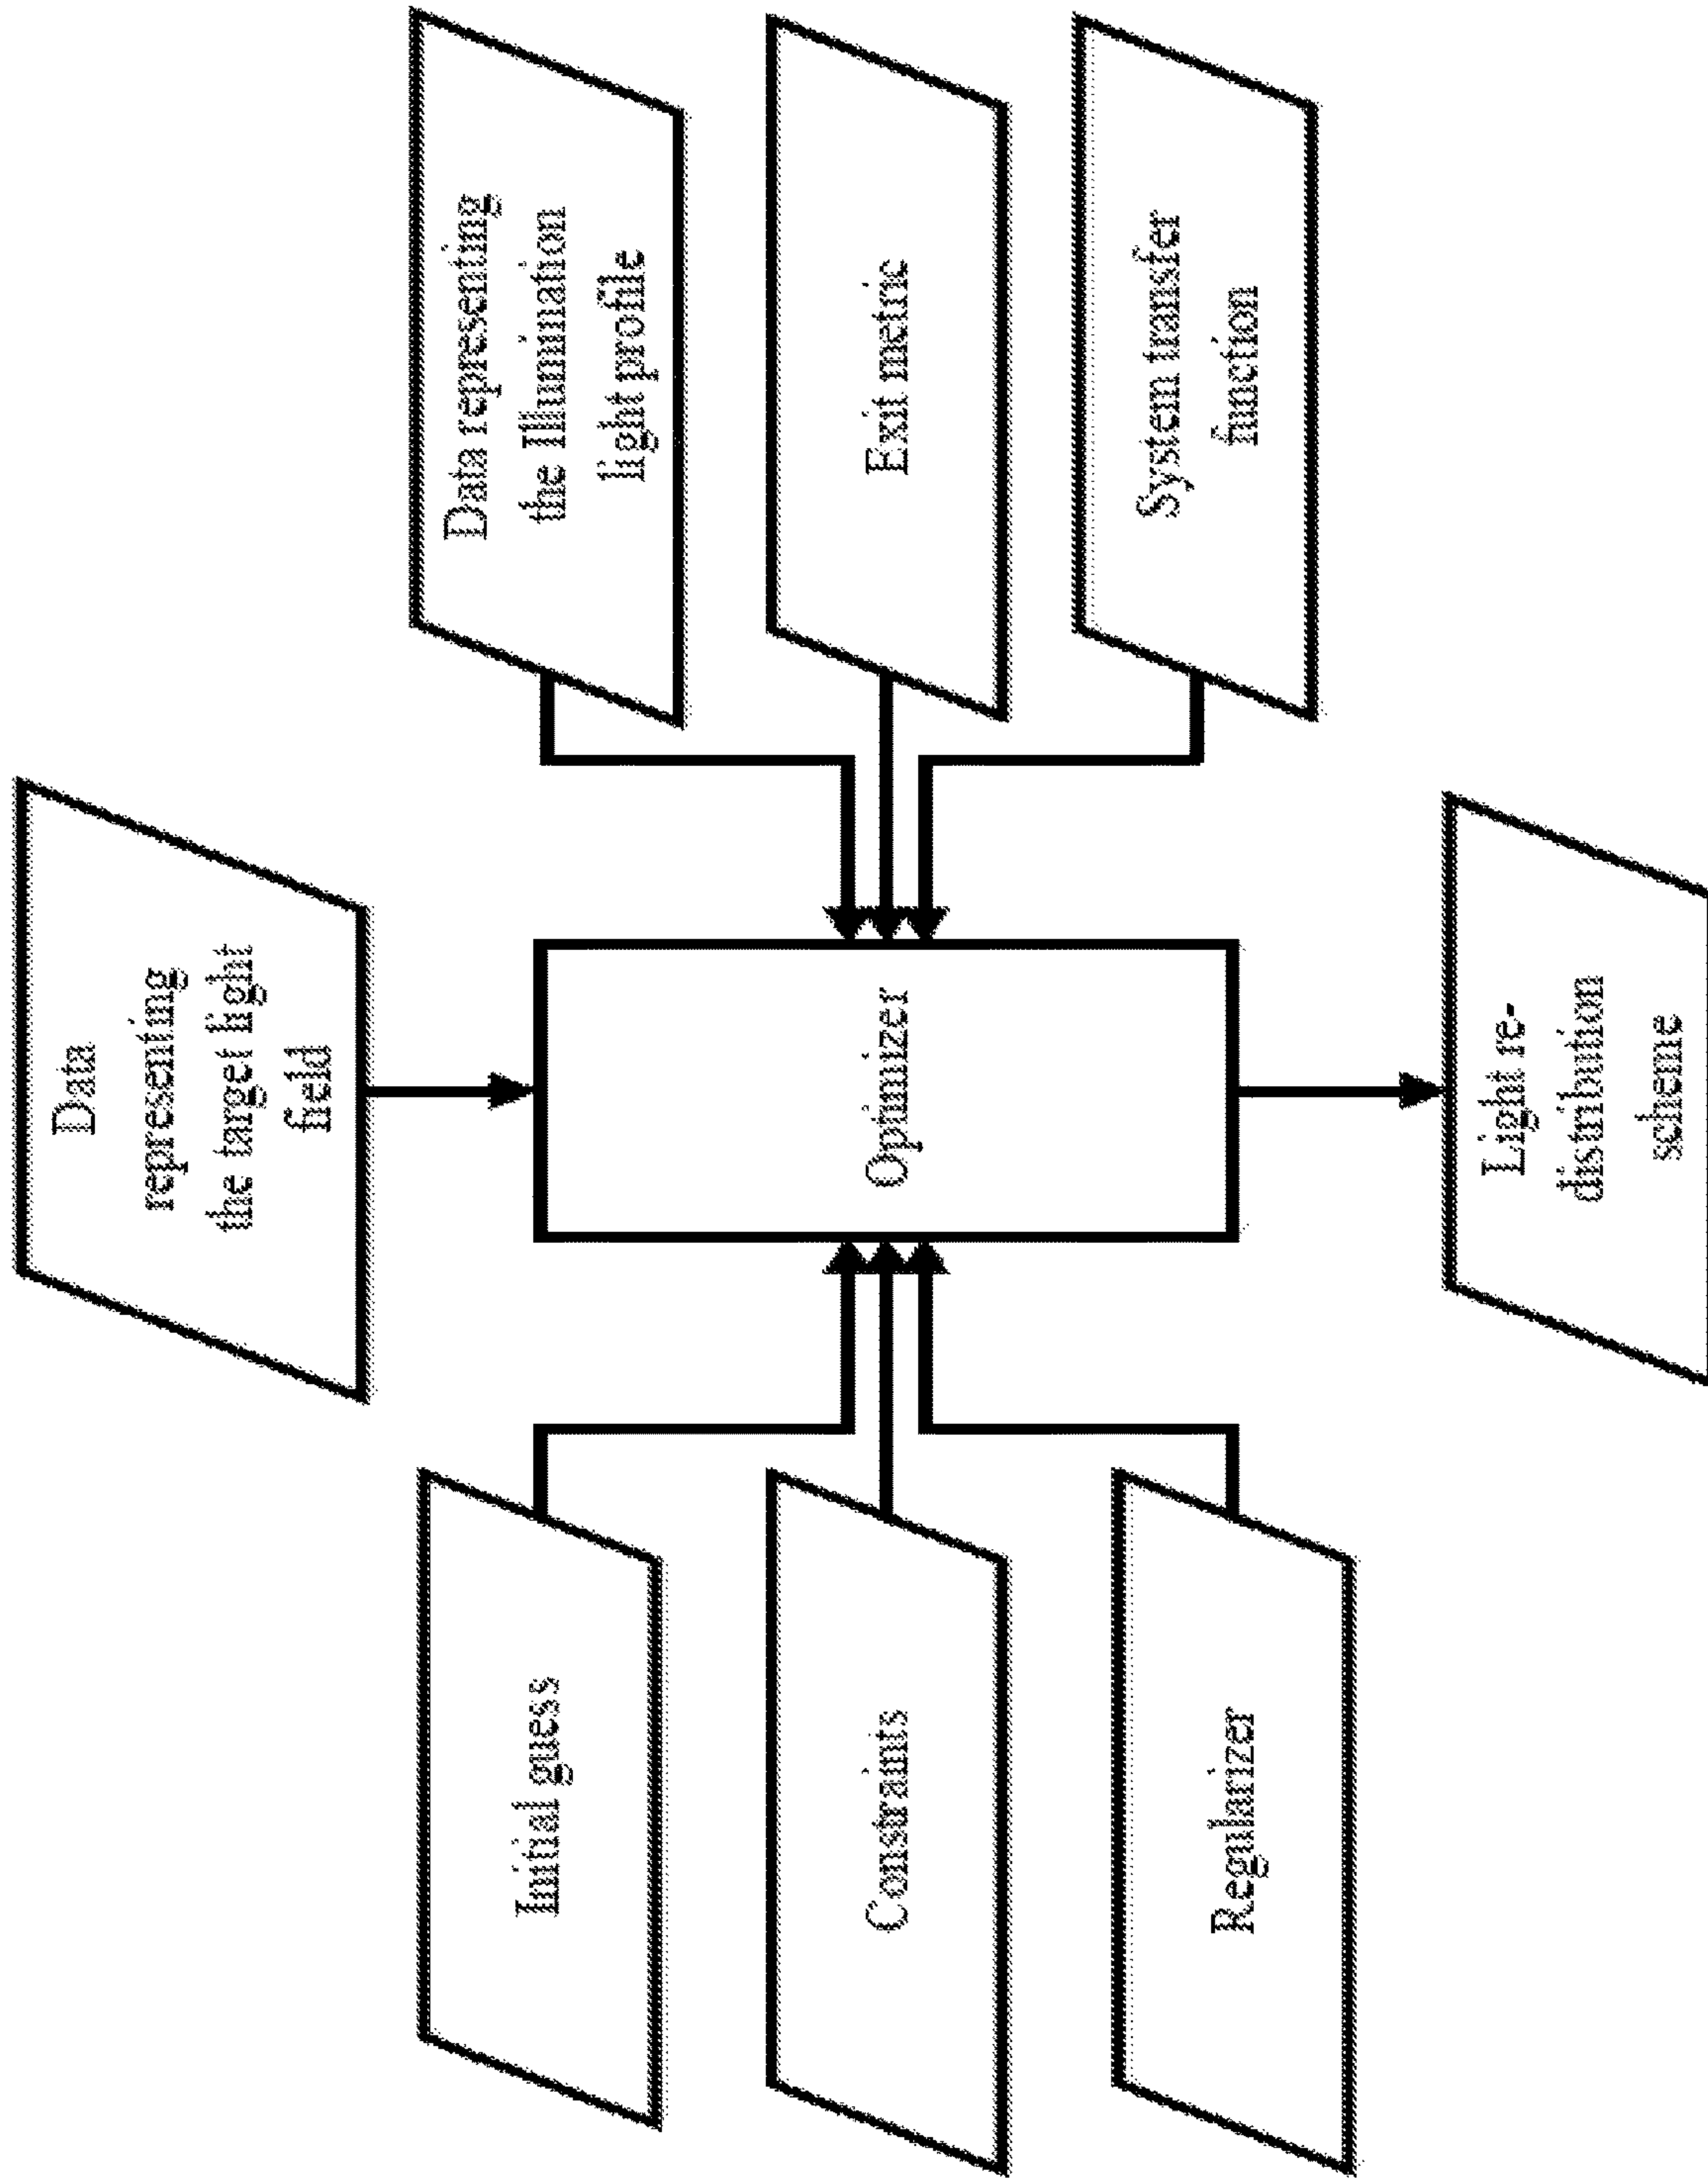 Data
representing
the target light
field
Initial guess
Constraints
Regularizer
Optimizer
Data representing
the Illumination
light profile
Exit metric
System transfer
function
Light re-
distribution
scheme